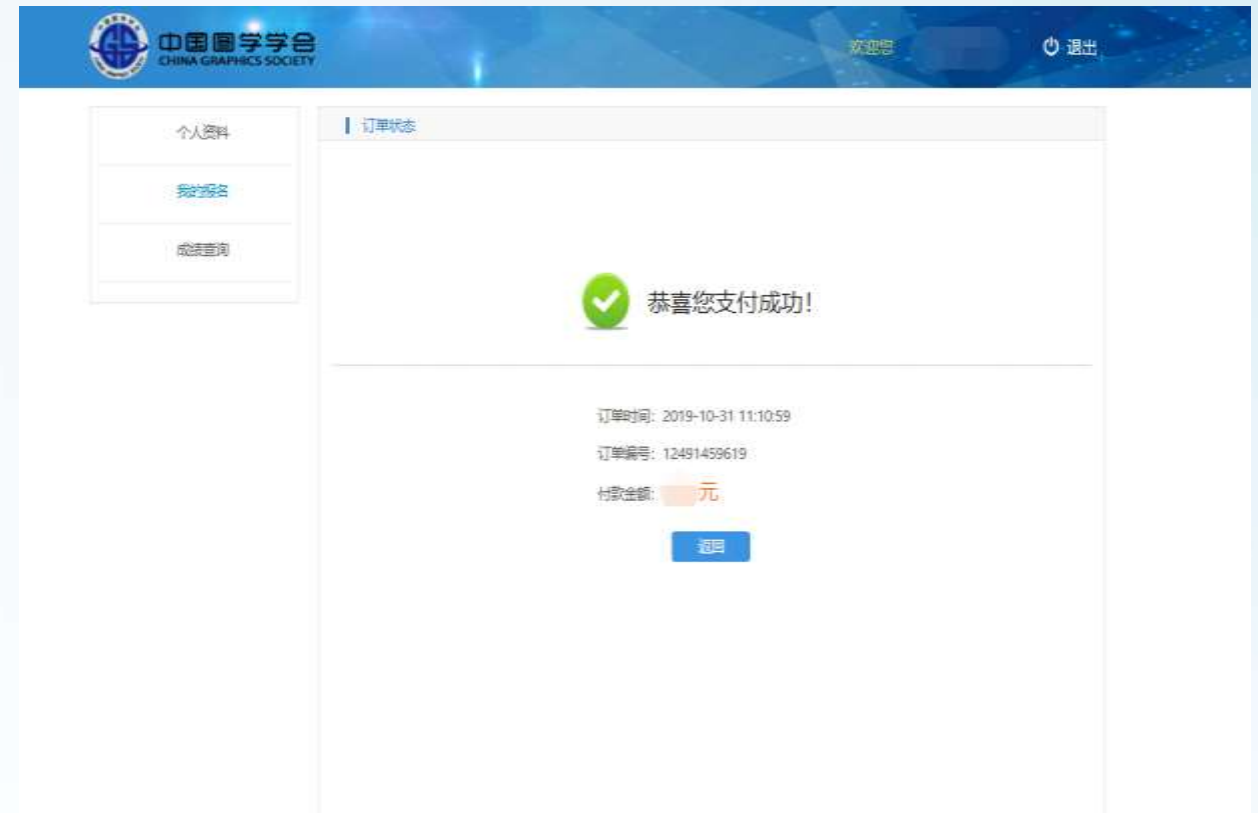 中国圖学学会
CHINA GRAPHICS SOCIETY
欢迎您
退出
个人资料
我的报名
成绩查询
订单状态
恭喜您支付成功！
订单时间：2019-10-31 11:10:59
订单编号：12491459619
付款金额： 元
返回